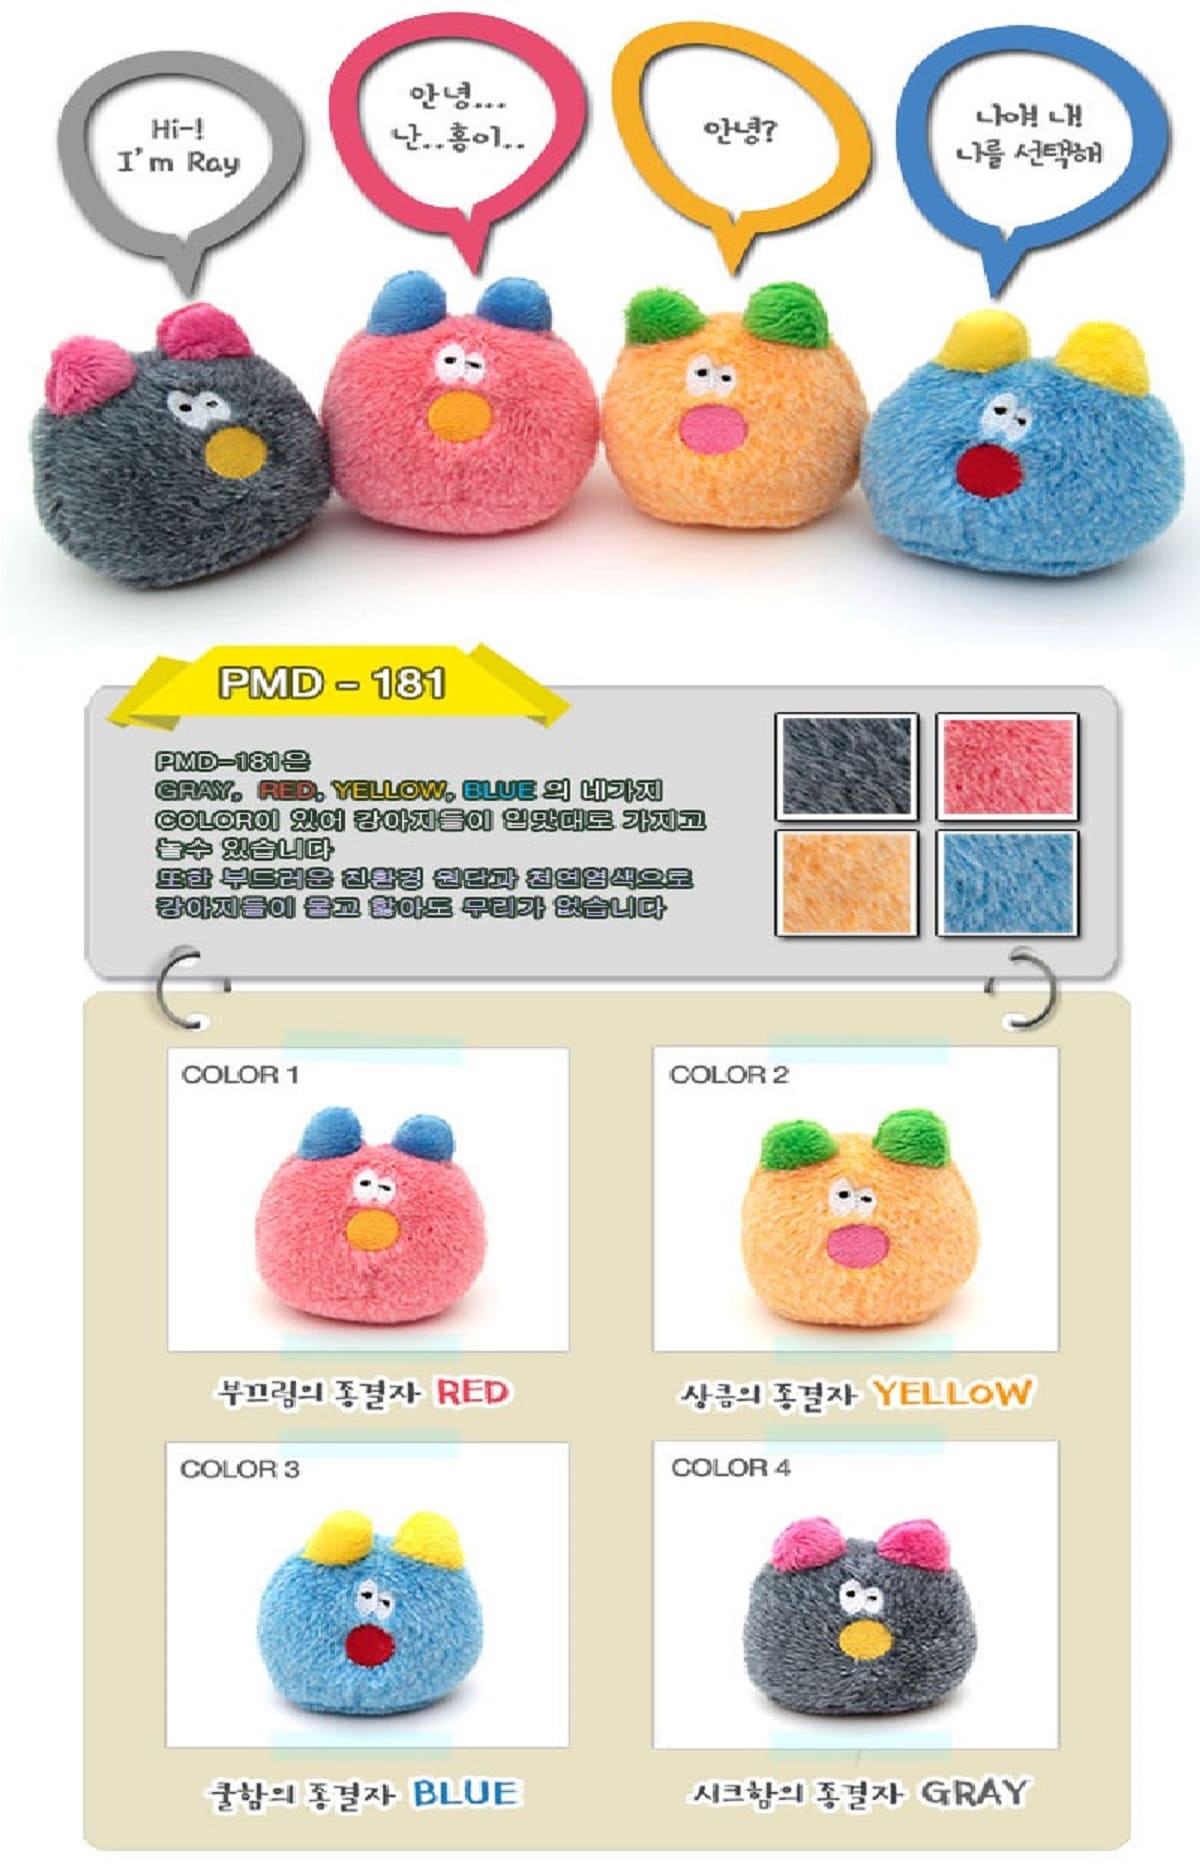 Hi-!
I'm Ray
안녕...
난..홍이..
안녕?
나야! 나!
나를 선택해
PMD - 181
PMD-181은
GRAY, RED, YELLOW, BLUE 의 네가지
COLOR이 있어 강아지들이 입맛대로 가지고
놀수 있습니다
또한 부드러운 친환경 원단과 천연염색으로
강아지들이 물고 핥아도 무리가 없습니다
COLOR 1
COLOR 2
부끄림의 종결자 RED
상큼의 종결자 YELLOW
COLOR 3
COLOR 4
쿨함의 종결자 BLUE
시크함의 종결자 GRAY